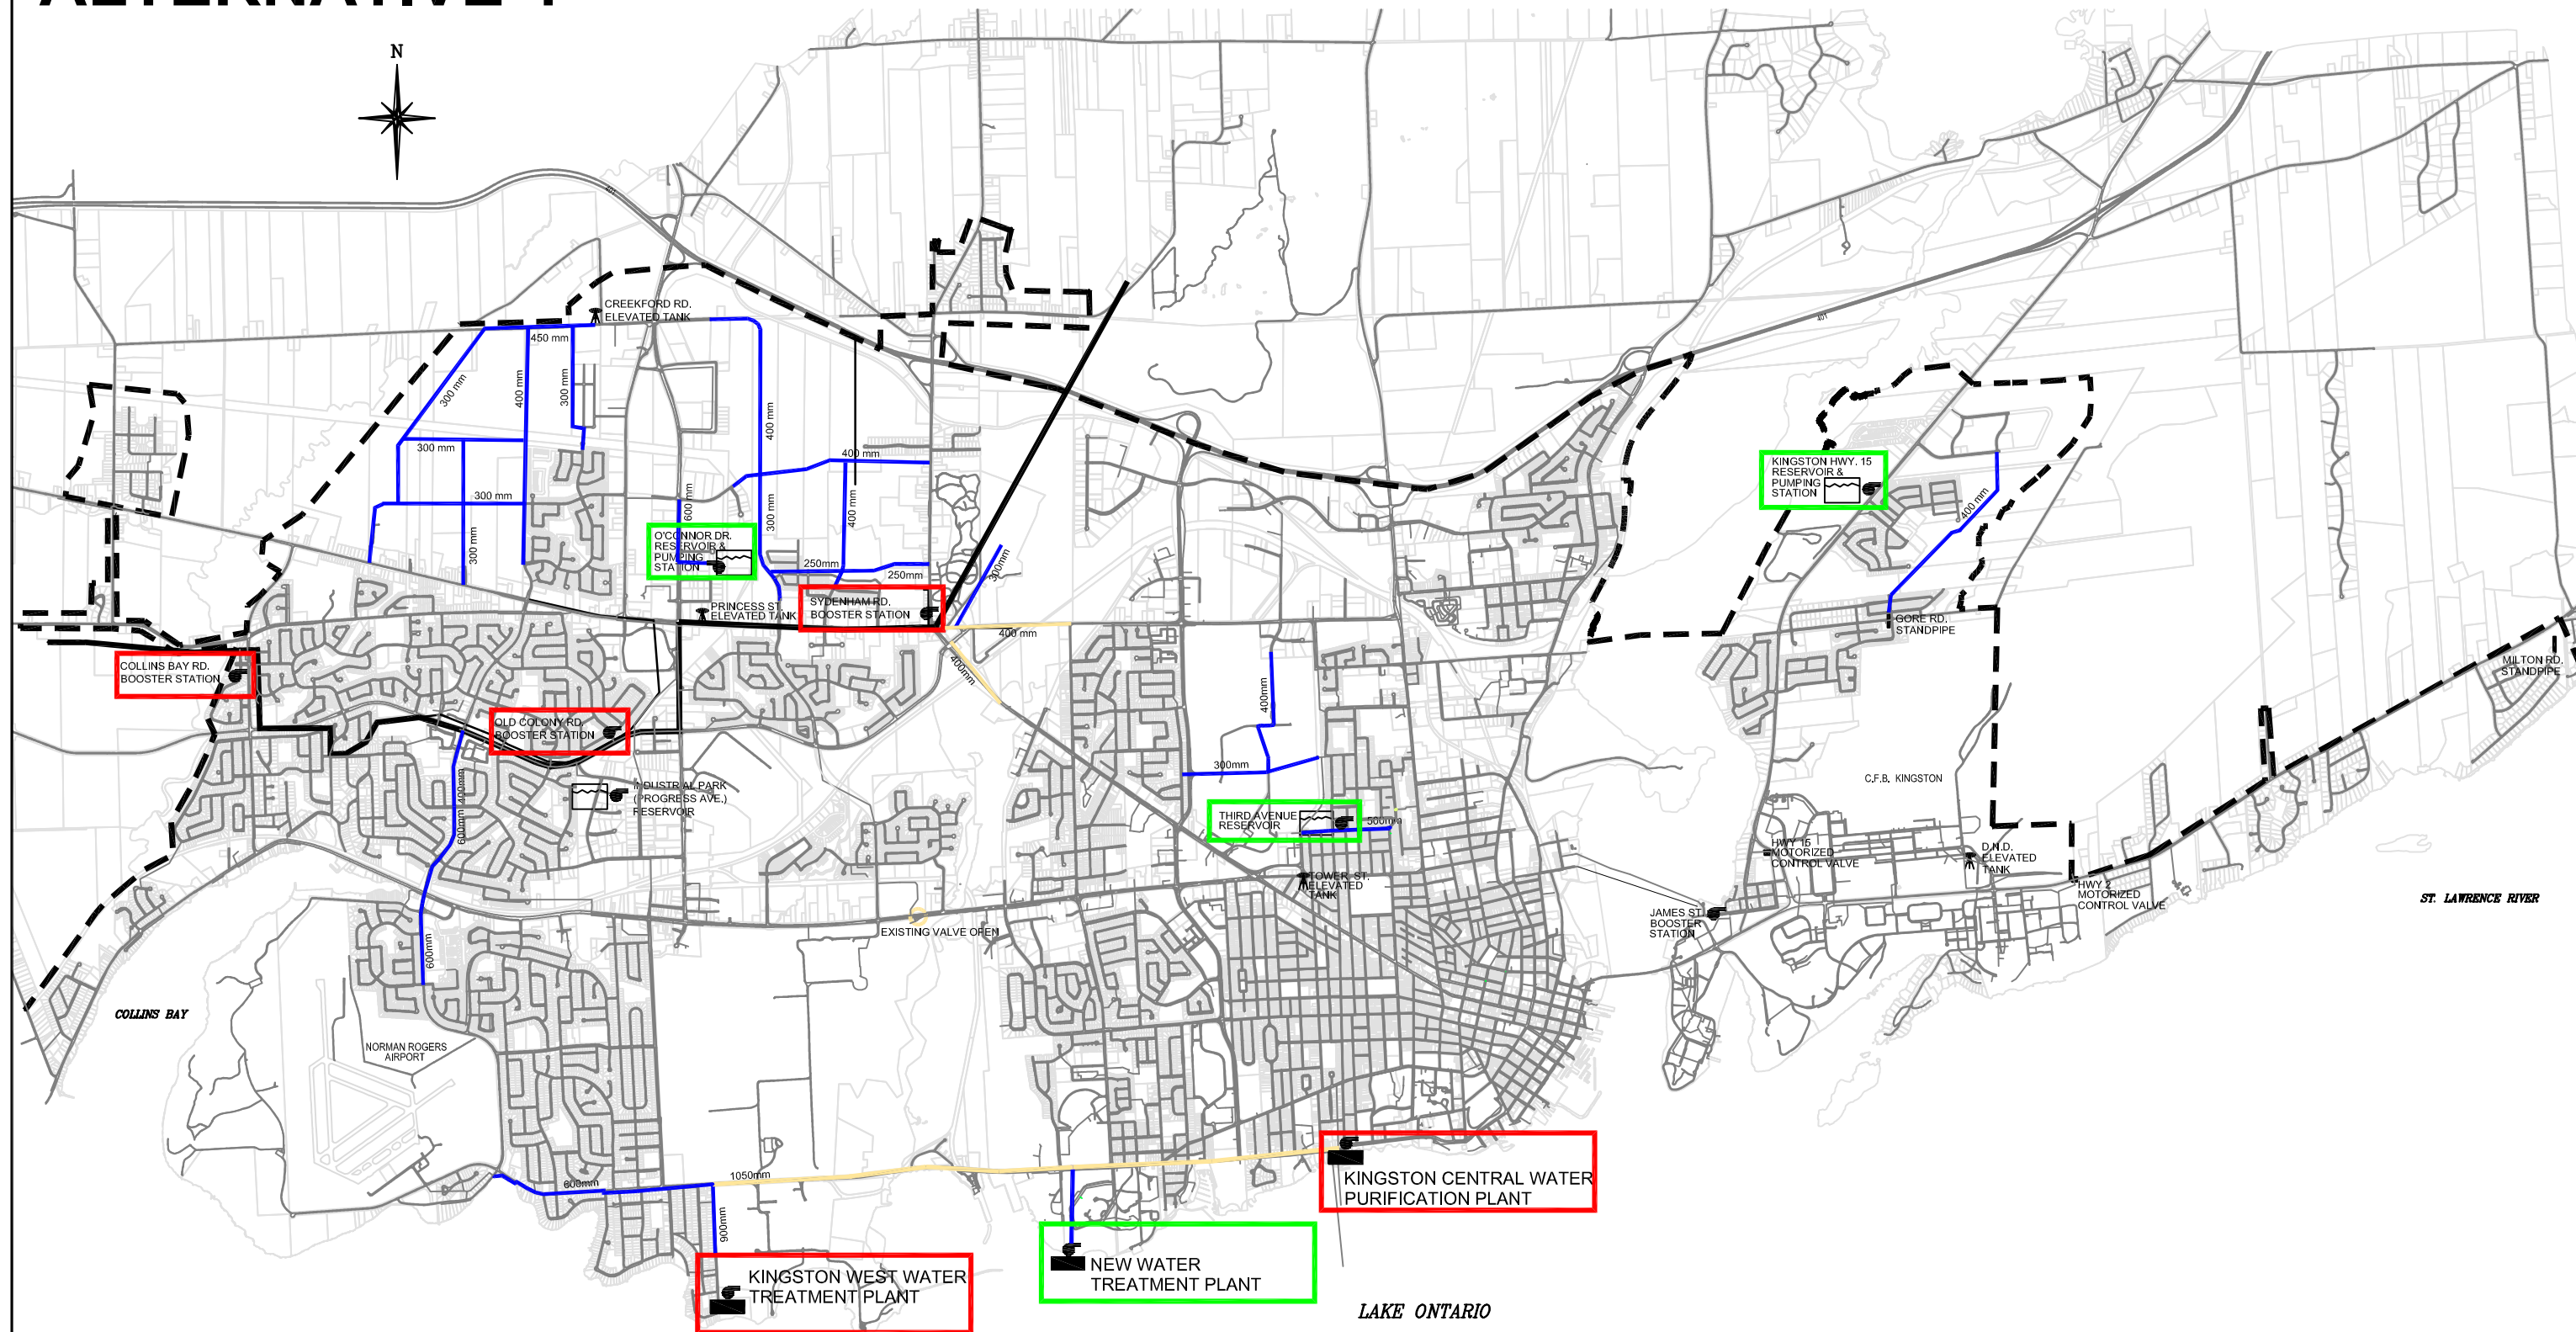 N
401
CREEKFORD RD.
ELEVATED TANK
450 mm
300 mm
400 mm
300 mm
400 mm
300 mm
400 mm
300 mm
300 mm
600 mm
300 mm
400 mm
O'CONNOR DR.
RESERVOIR &
PUMPING
STATION
250mm
250mm
300mm
PRINCESS ST.
ELEVATED TANK
SYDENHAM RD.
BOOSTER STATION
400 mm
400mm
401
KINGSTON HWY. 15
RESERVOIR &
PUMPING
STATION
400 mm
GORE RD.
STANDPIPE
MILTON RD.
STANDPIPE
COLLINS BAY RD.
BOOSTER STATION
OLD COLONY RD.
BOOSTER STATION
400mm
600mm
INDUSTRIAL PARK
(PROGRESS AVE.)
RESERVOIR
400mm
300mm
THIRD AVENUE
RESERVOIR
500mm
C.F.B. KINGSTON
HWY 15
MOTORIZED
CONTROL VALVE
D.N.D.
ELEVATED
TANK
TOWER ST.
ELEVATED
TANK
HWY 2
MOTORIZED
CONTROL VALVE
ST. LAWRENCE RIVER
JAMES ST.
BOOSTER
STATION
EXISTING VALVE OPEN
600mm
COLLINS BAY
NORMAN ROGERS
AIRPORT
600mm
1050mm
900mm
KINGSTON CENTRAL WATER
PURIFICATION PLANT
KINGSTON WEST WATER
TREATMENT PLANT
NEW WATER
TREATMENT PLANT
LAKE ONTARIO